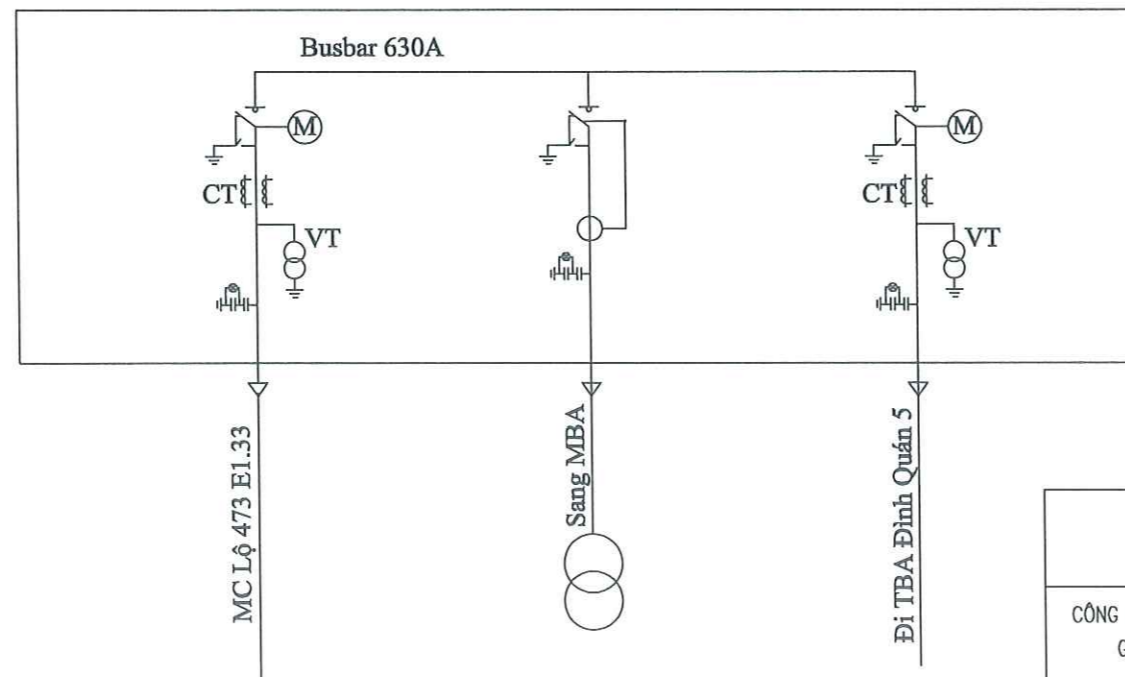 Busbar 630A
M
M
CT
CT
VT
VT
MC Lộ 473 E1.33
Sang MBA
Đi TBA Đình Quán 5
CÔNG
G